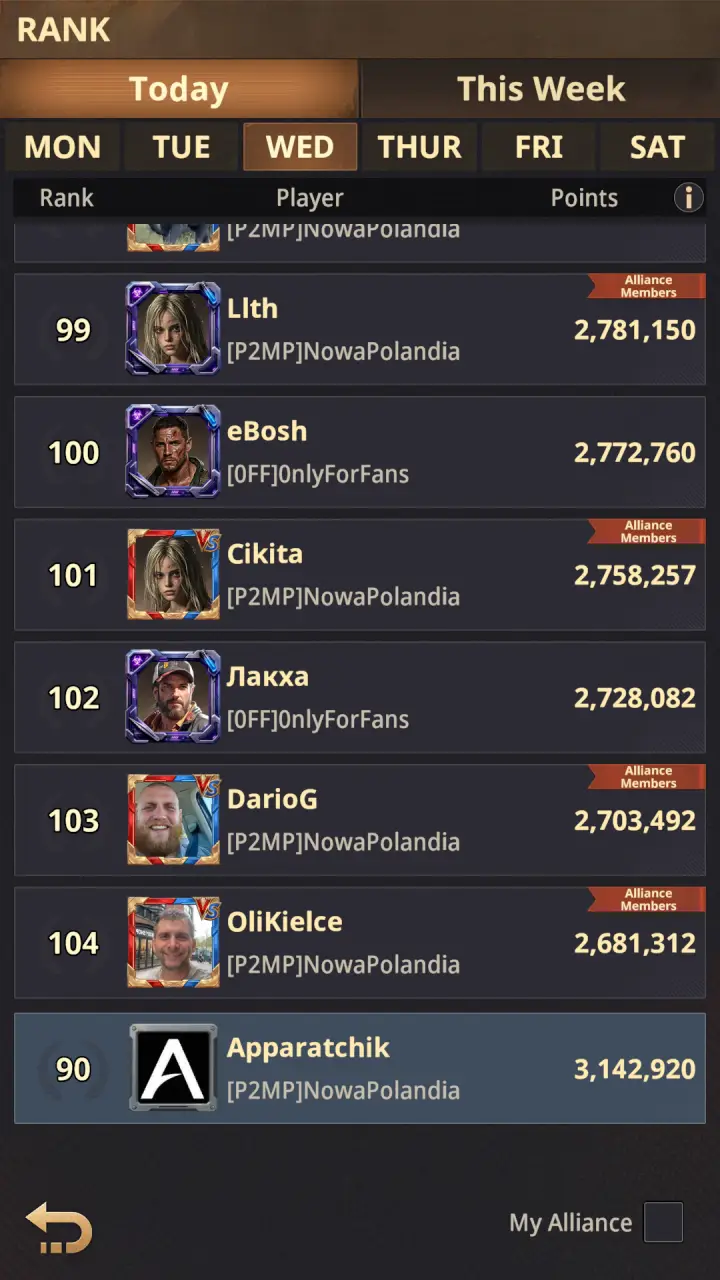 RANK
Today
This Week
MON
TUE
WED
THUR
FRI
SAT
Rank
Player
Points
[P2MP]NowaPolandia
99
Llth
[P2MP]NowaPolandia
Alliance
Members
2,781,150
100
eBosh
[0FF]0nlyForFans
2,772,760
101
Cikita
[P2MP]NowaPolandia
Alliance
Members
2,758,257
102
Лакха
[0FF]0nlyForFans
2,728,082
103
DarioG
[P2MP]NowaPolandia
Alliance
Members
2,703,492
104
OliKielce
[P2MP]NowaPolandia
Alliance
Members
2,681,312
90
Apparatchik
[P2MP]NowaPolandia
3,142,920
My Alliance